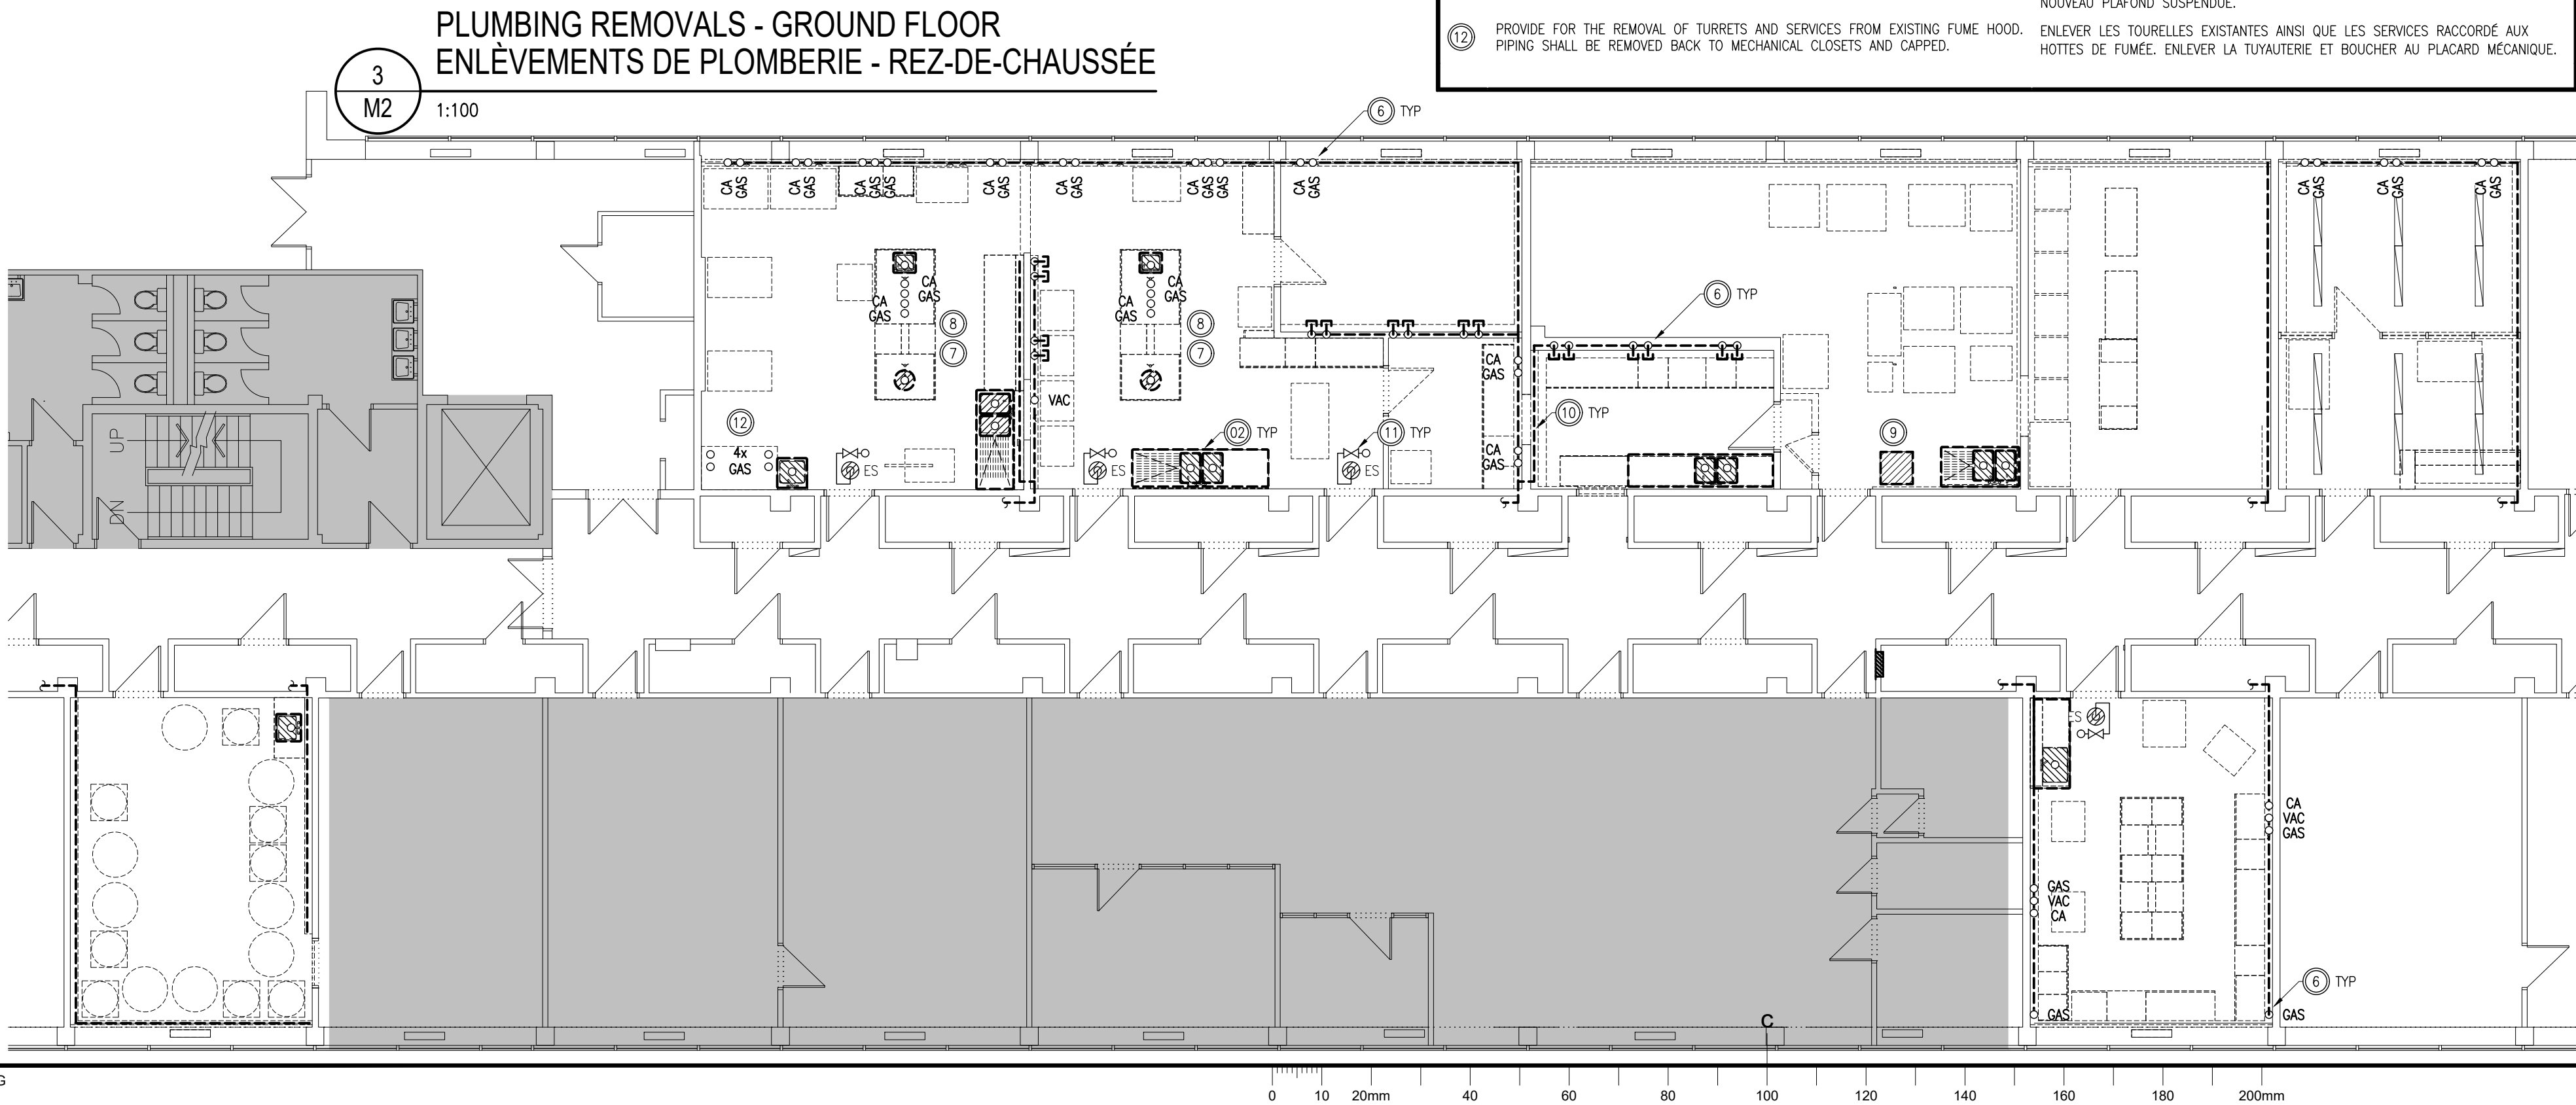 PLUMBING REMOVALS - GROUND FLOOR
ENLÈVEMENTS DE PLOMBERIE - REZ-DE-CHAUSSÉE
3
M2
1:100
NOUVEAU PLAFOND SUSPENDUE.
12
PROVIDE FOR THE REMOVAL OF TURRETS AND SERVICES FROM EXISTING FUME HOOD.
PIPING SHALL BE REMOVED BACK TO MECHANICAL CLOSETS AND CAPPED.
ENLEVER LES TOURELLES EXISTANTES AINSI QUE LES SERVICES RACCORDÉ AUX
HOTTES DE FUMÉE. ENLEVER LA TUYAUTERIE ET BOUCHER AU PLACARD MÉCANIQUE.
6 TYP
CA
GAS
CA
GAS
CA
GAS
GAS
CA
GAS
CA
GAS
CA
GAS
GAS
CA
GAS
CA
GAS
CA
GAS
CA
GAS
CA
GAS
CA
GAS
8
7
CA
GAS
CA
GAS
8
7
6 TYP
CA
GAS
VAC
10 TYP
12
02 TYP
11 TYP
9
4x
GAS
ES
ES
ES
CA
GAS
UP
DN
ES
CA
VAC
GAS
GAS
VAC
CA
6 TYP
GAS
GAS
C
G
0 10 20mm 40 60 80 100 120 140 160 180 200mm